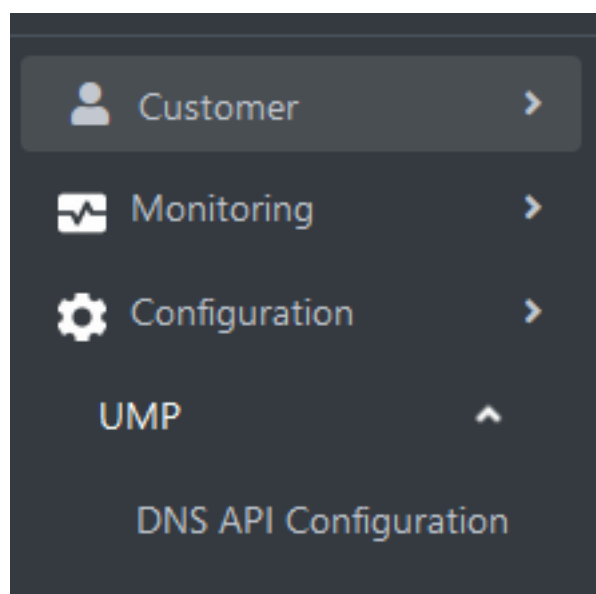 Customer
Monitoring
Configuration
UMP
DNS API Configuration